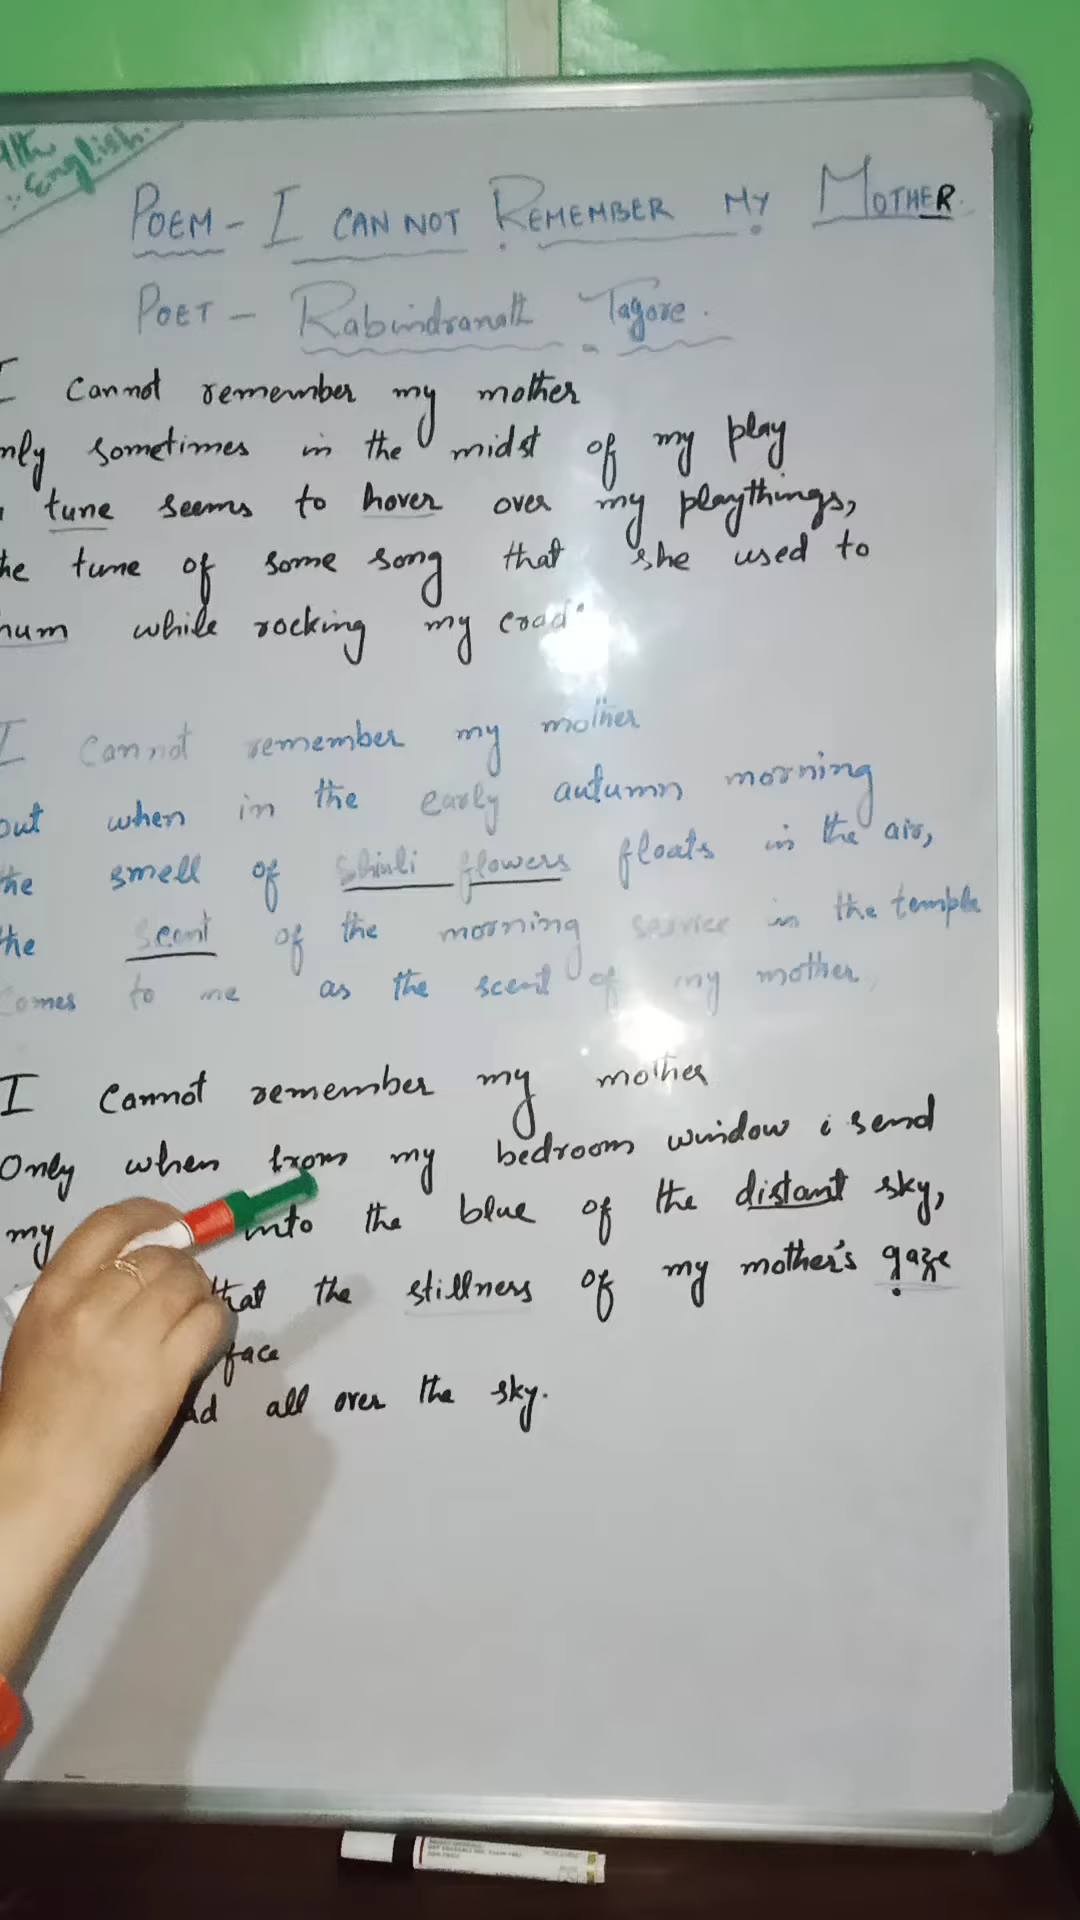 English
POEM - I CAN NOT REMEMBER MY MOTHER
POET - Rabindranath Tagore.
I Cannot remember my mother
nly sometimes in the midst of my play
tune seems to hover over my playthings,
he tune of some song that she used to
hum while rocking my crad
I Cannot remember my mother
but when in the early autumn morning
the smell of Shiuli flowers floats in the air,
the scent of the morning service in the temple
comes to me as the scent of my mother,
I Cannot remember my mother
Only when from my bedroom window i send
my into the blue of the distant sky,
that the stillness of my mother's gaze
face
ad all over the sky.